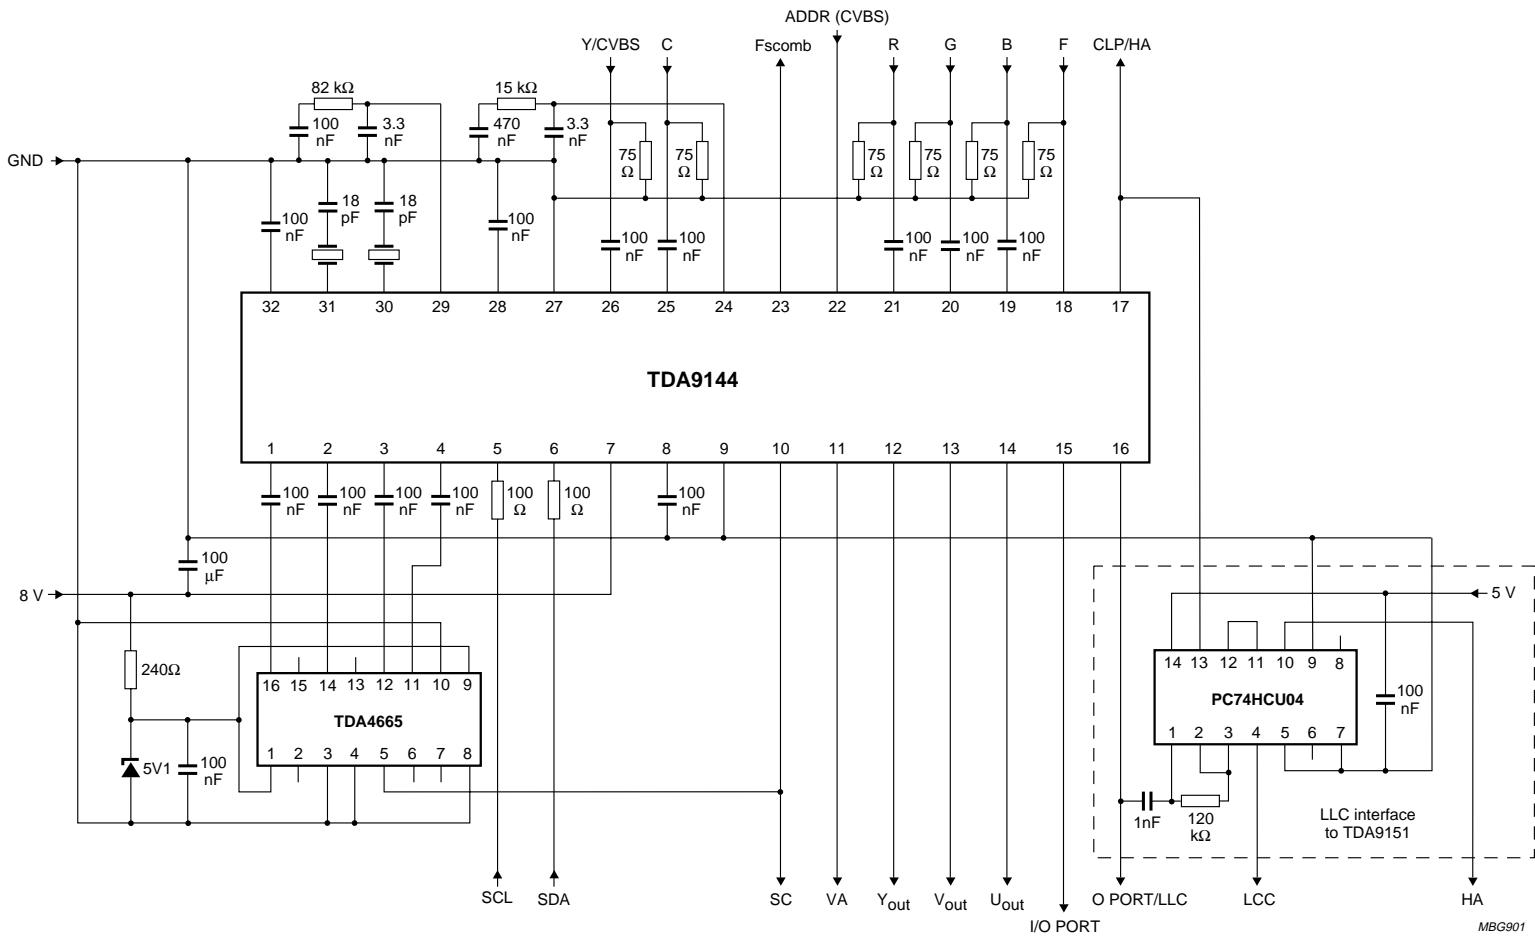 ADDR (CVBS)
Y/CVBS C Fscomb R G B F CLP/HA
82 kΩ 15 kΩ
100 nF 3.3 nF 470 nF 3.3 nF
75 Ω 75 Ω 75 Ω 75 Ω 75 Ω 75 Ω
GND
100 nF 18 pF 18 pF 100 nF 100 nF 100 nF 100 nF 100 nF 100 nF
32 31 30 29 28 27 26 25 24 23 22 21 20 19 18 17
TDA9144
1 2 3 4 5 6 7 8 9 10 11 12 13 14 15 16
100 nF 100 nF 100 nF 100 nF 100 Ω 100 Ω 100 nF
100 μF
8 V
5 V
240Ω
16 15 14 13 12 11 10 9
TDA4665
1 2 3 4 5 6 7 8
5V1
100 nF
14 13 12 11 10 9 8
PC74HCU04
1 2 3 4 5 6 7
100 nF
1nF
120 kΩ
LLC interface
to TDA9151
SCL SDA SC VA Yout Vout Uout I/O PORT O PORT/LLC LCC HA
MBG901